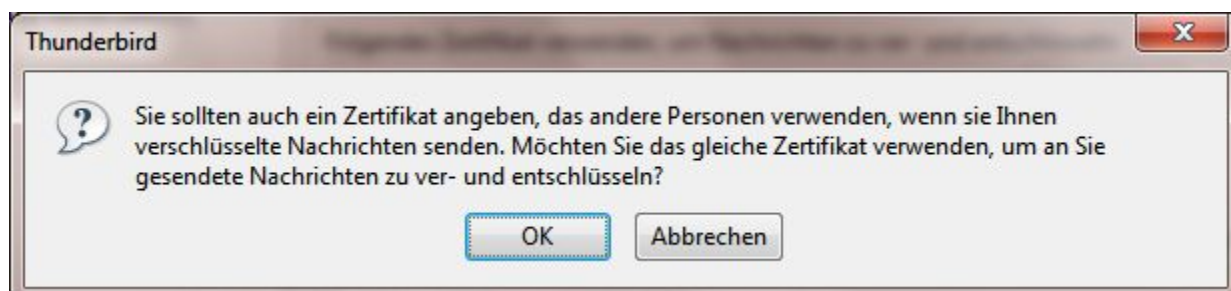 Thunderbird
Sie sollten auch ein Zertifikat angeben, das andere Personen verwenden, wenn sie Ihnen
verschlüsselte Nachrichten senden. Möchten Sie das gleiche Zertifikat verwenden, um an Sie
gesendete Nachrichten zu ver- und entschlüsseln?
OK
Abbrechen